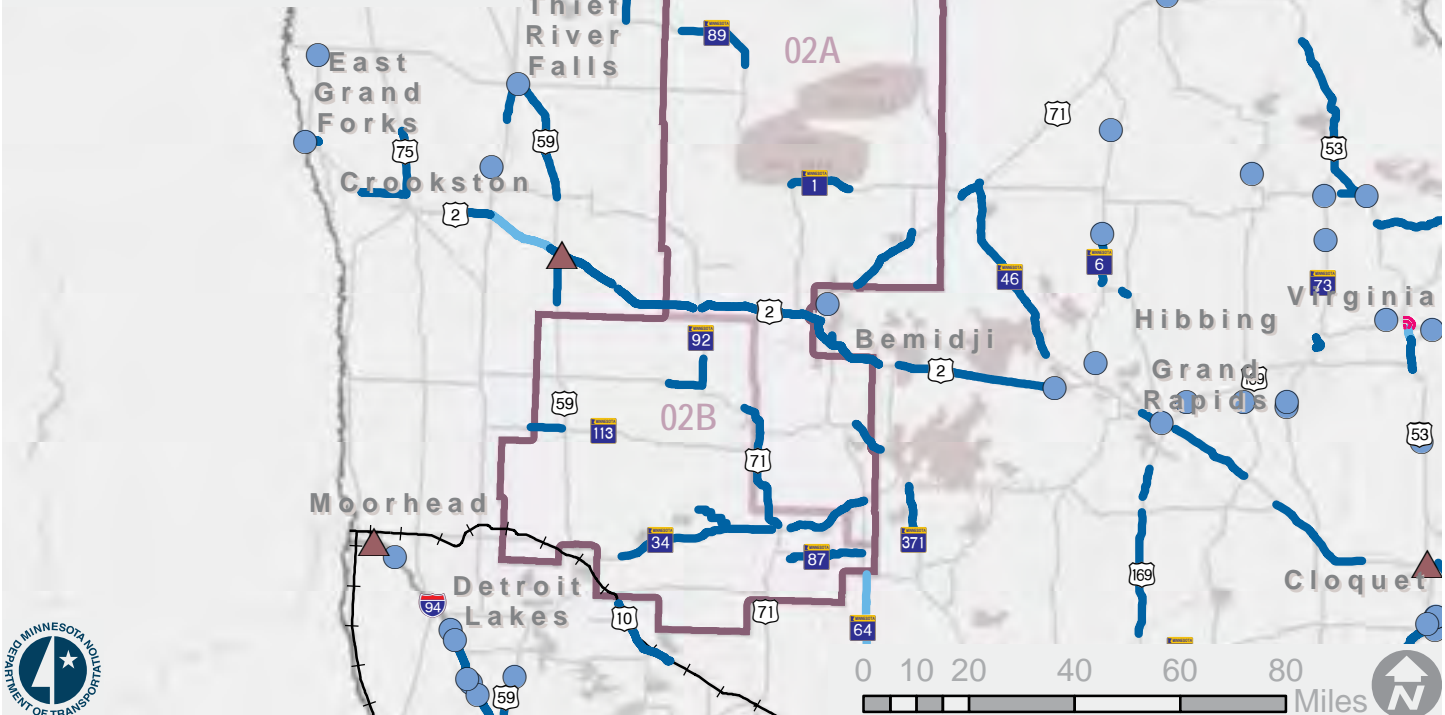 Thief
River
Falls
89
02A
East
Grand
Forks
71
59
75
53
Crookston
1
2
6
46
73
Virginia
2
Hibbing
92
Bemidji
2
Grand
169
Rapids
59
02B
113
53
71
Moorhead
34
371
87
169
Cloquet
Detroit
Lakes
94
10
71
64
MINNESOTA
DEPARTMENT OF TRANSPORTATION
59
0 10 20 40 60 80
Miles
N